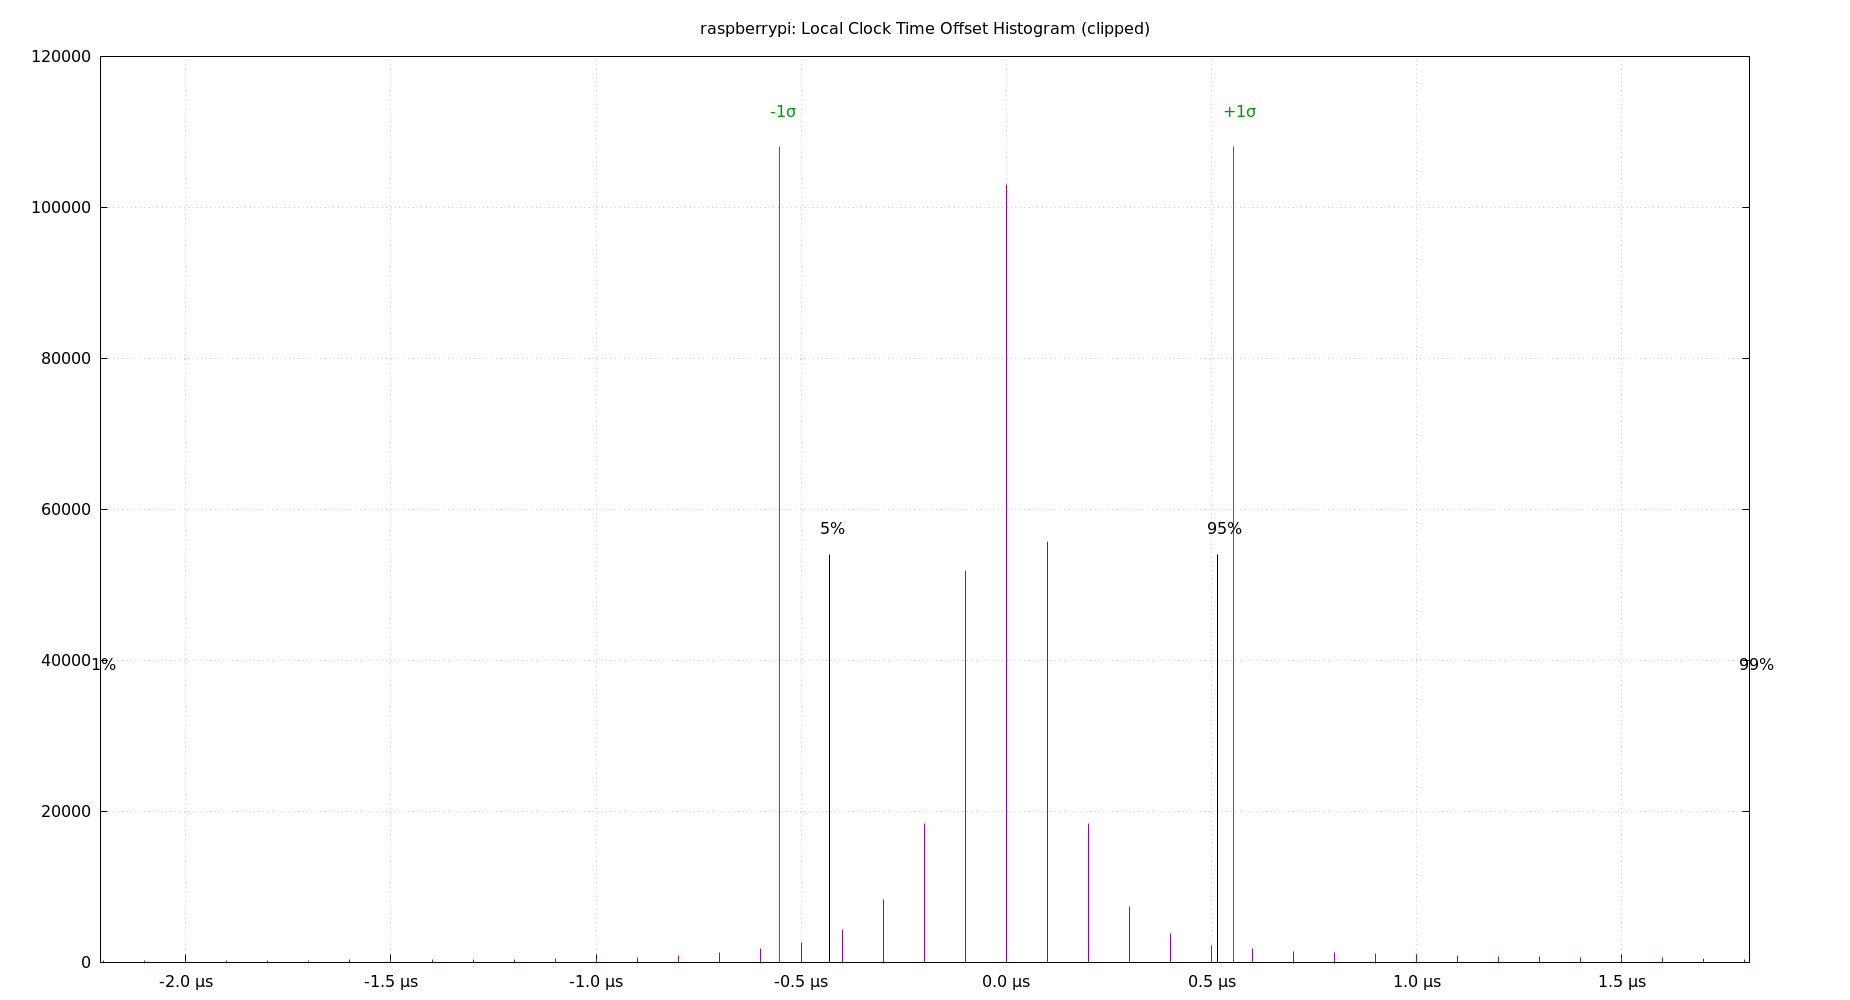 raspberrypi: Local Clock Time Offset Histogram (clipped)
120000
-1σ
+1σ
100000
80000
60000
5%
95%
40000
1%
99%
20000
0
-2.0 µs
-1.5 µs
-1.0 µs
-0.5 µs
0.0 µs
0.5 µs
1.0 µs
1.5 µs